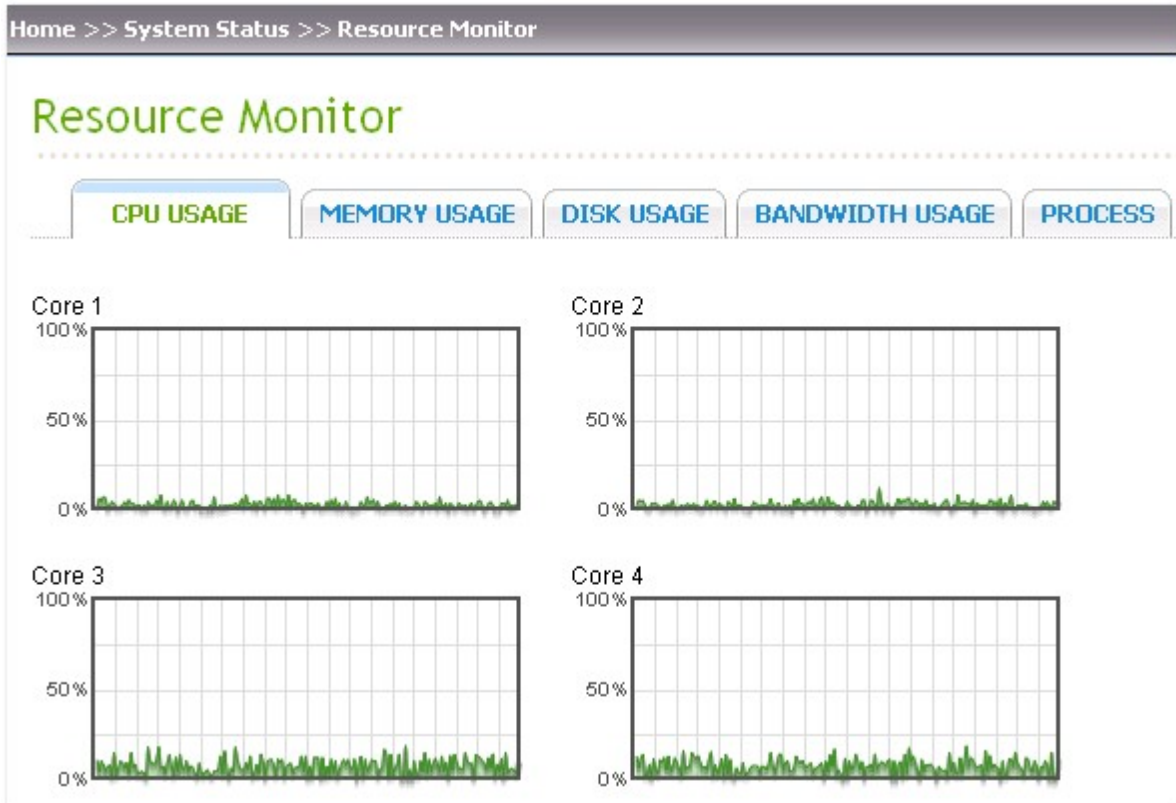 Home >> System Status >> Resource Monitor
Resource Monitor
CPU USAGE MEMORY USAGE DISK USAGE BANDWIDTH USAGE PROCESS
Core 1 Core 2
100% 100%
50% 50%
0% 0%
Core 3 Core 4
100% 100%
50% 50%
0% 0%